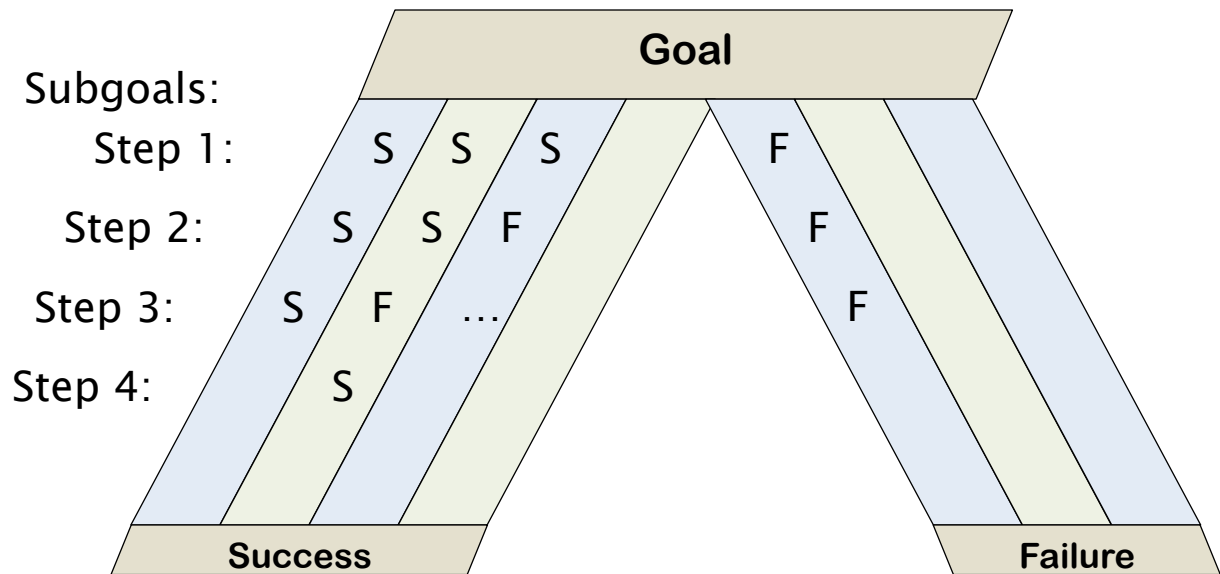 Goal
Subgoals:
Step 1: S S S F
Step 2: S S F F
Step 3: S F ... F
Step 4: S
Success Failure